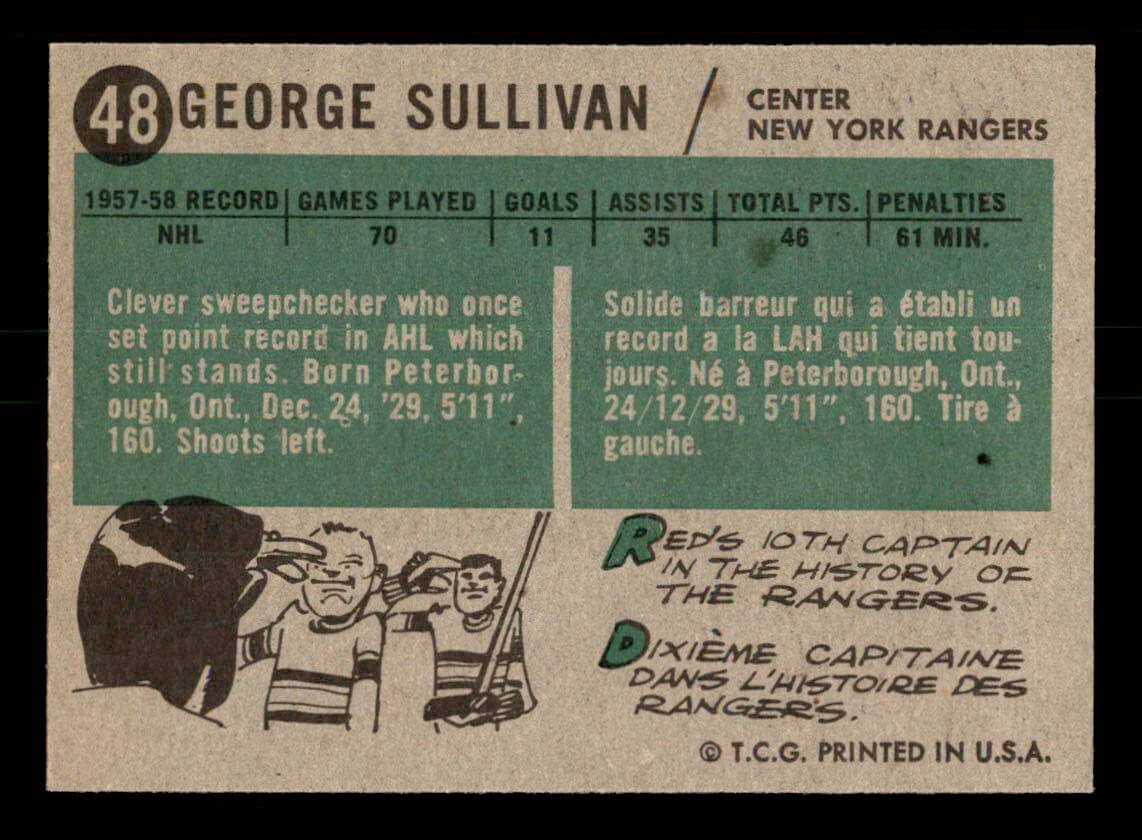 48 GEORGE SULLIVAN / CENTER
NEW YORK RANGERS
1957-58 RECORD | GAMES PLAYED | GOALS | ASSISTS | TOTAL PTS. | PENALTIES
NHL | 70 | 11 | 35 | 46 | 61 MIN.
Clever sweepchecker who once
set point record in AHL which
still stands. Born Peterbor-
ough, Ont., Dec. 24, '29, 5'11",
160. Shoots left.
Solide barreur qui a établi un
record a la LAH qui tient tou-
jours. Né à Peterborough, Ont.,
24/12/29, 5'11", 160. Tire à
gauche.
RED'S 10TH CAPTAIN
IN THE HISTORY OF
THE RANGERS.
DIXIÈME CAPITAINE
DANS L'HISTOIRE DES
RANGER'S.
© T.C.G. PRINTED IN U.S.A.